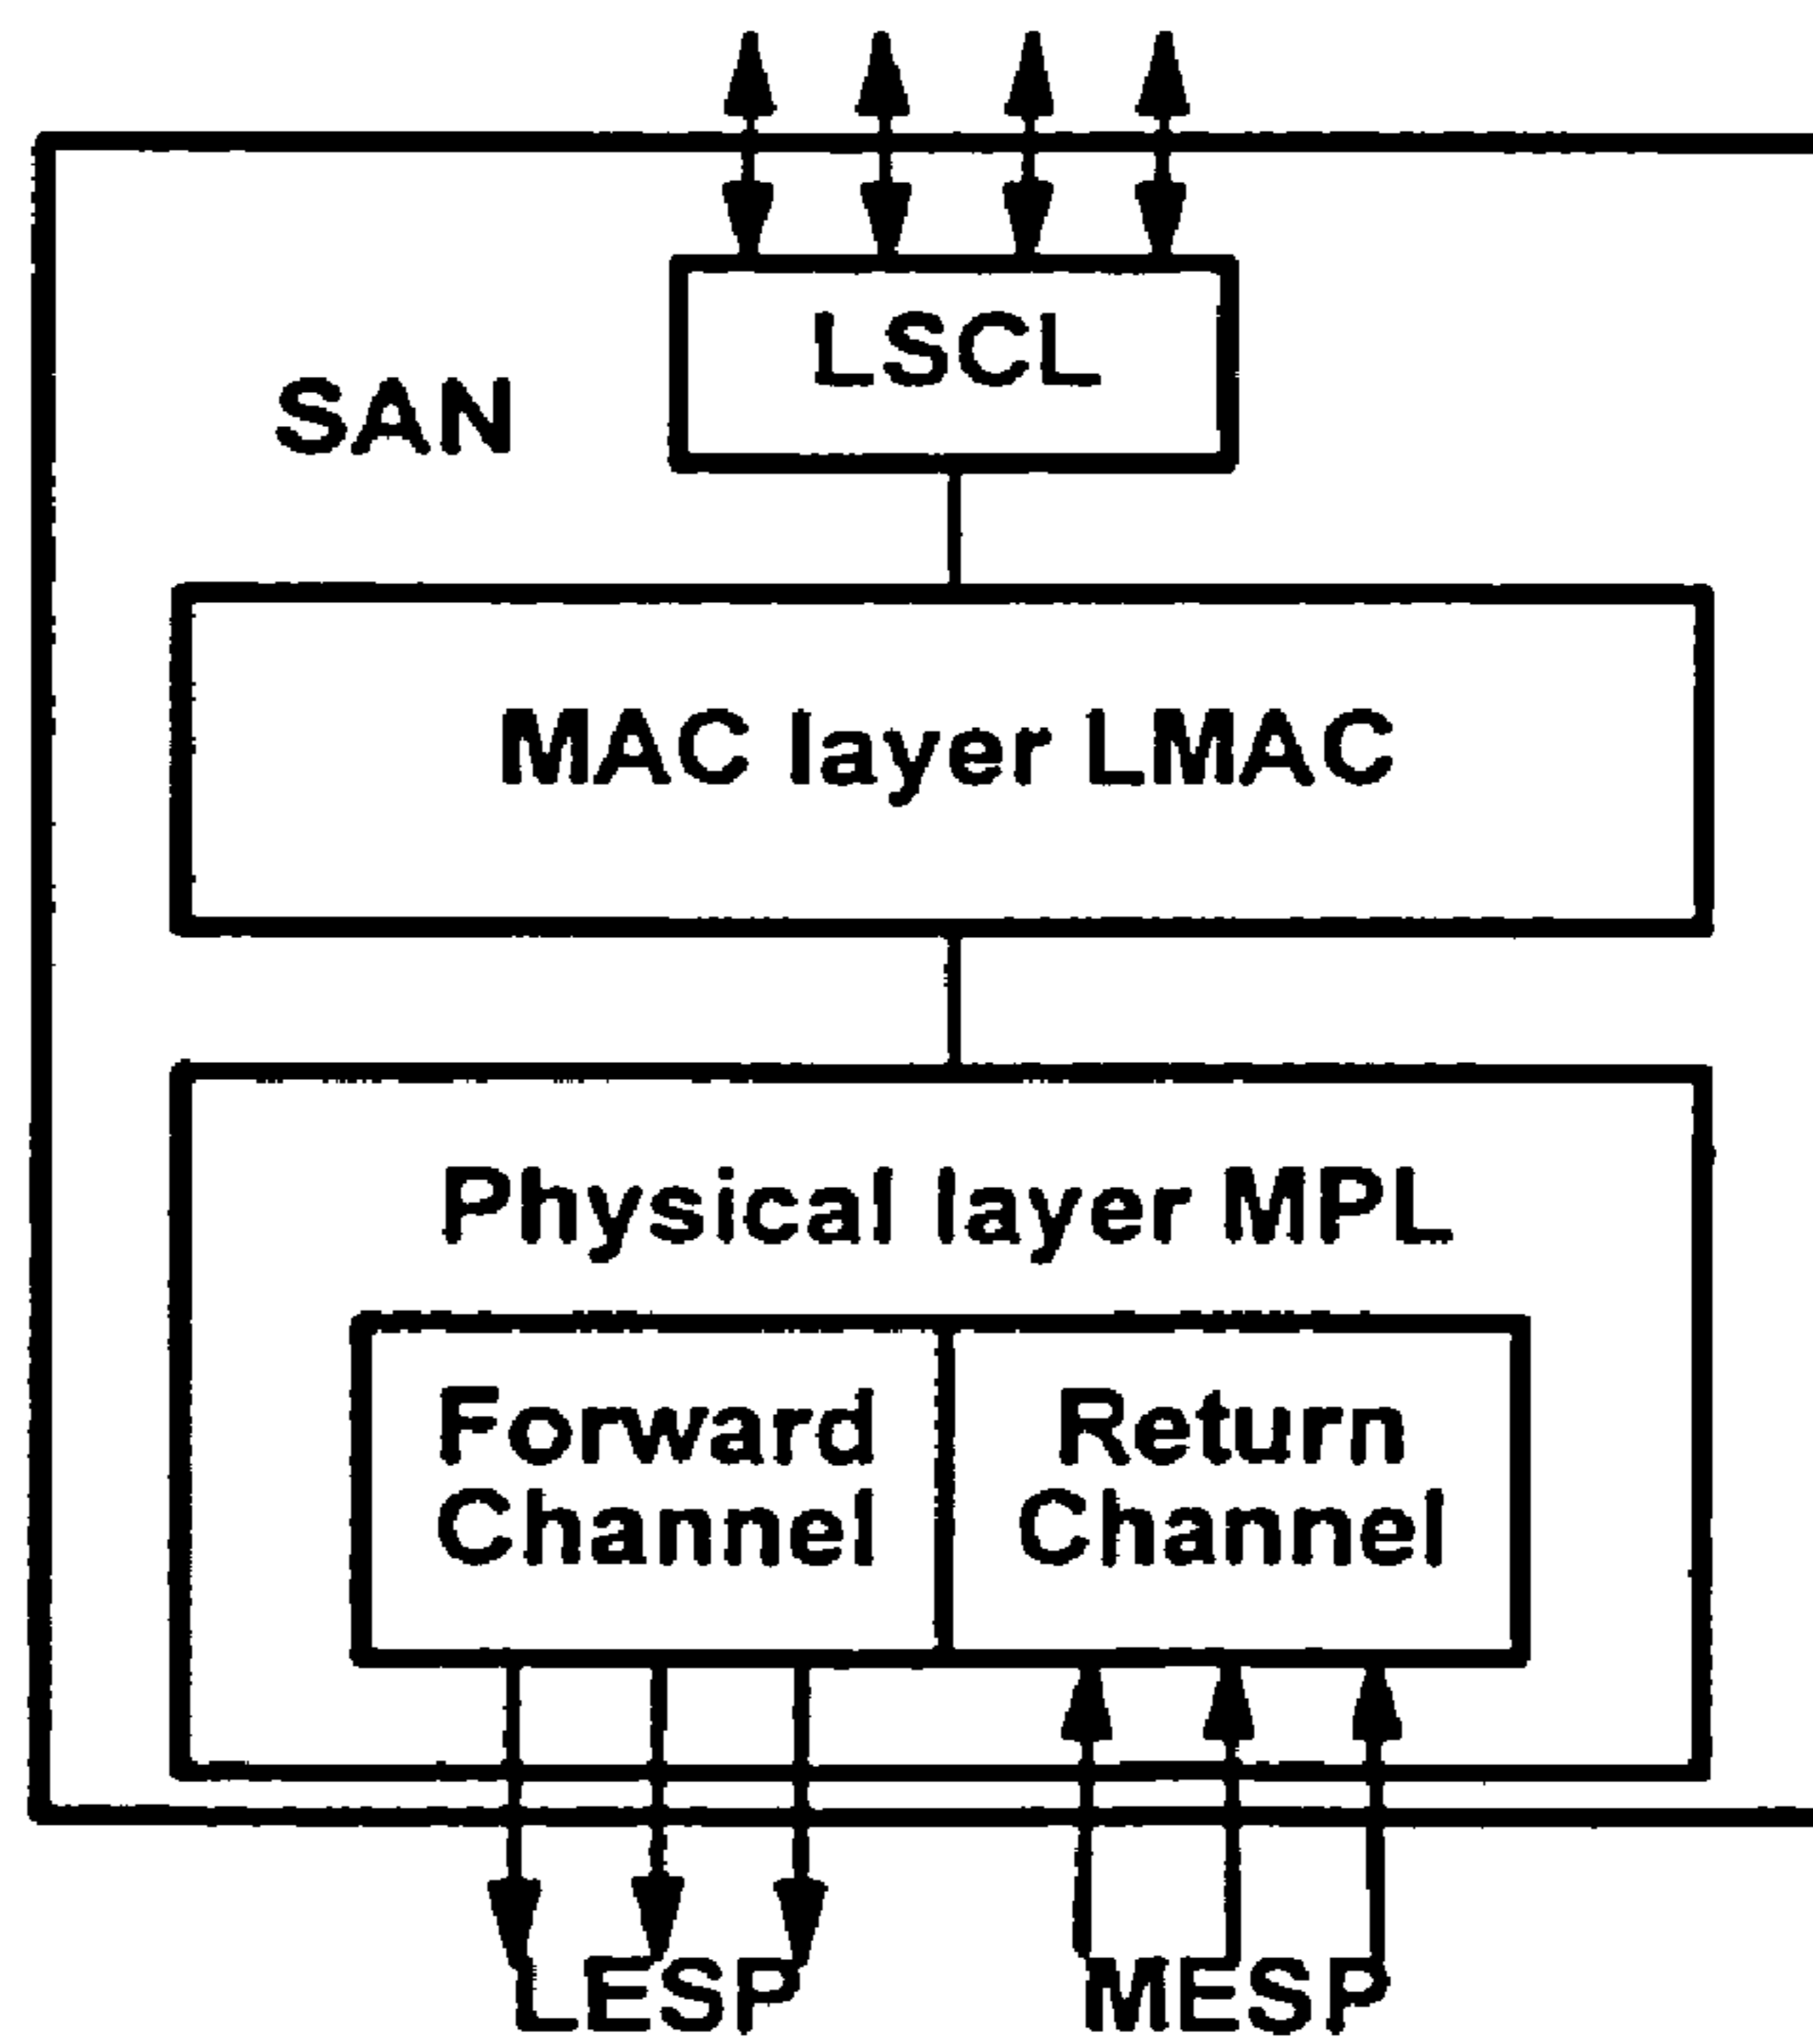 LSCL
SAN
MAC layer LMAC
Physical layer MPL
Forward Channel
Return Channel
LESP
MESP